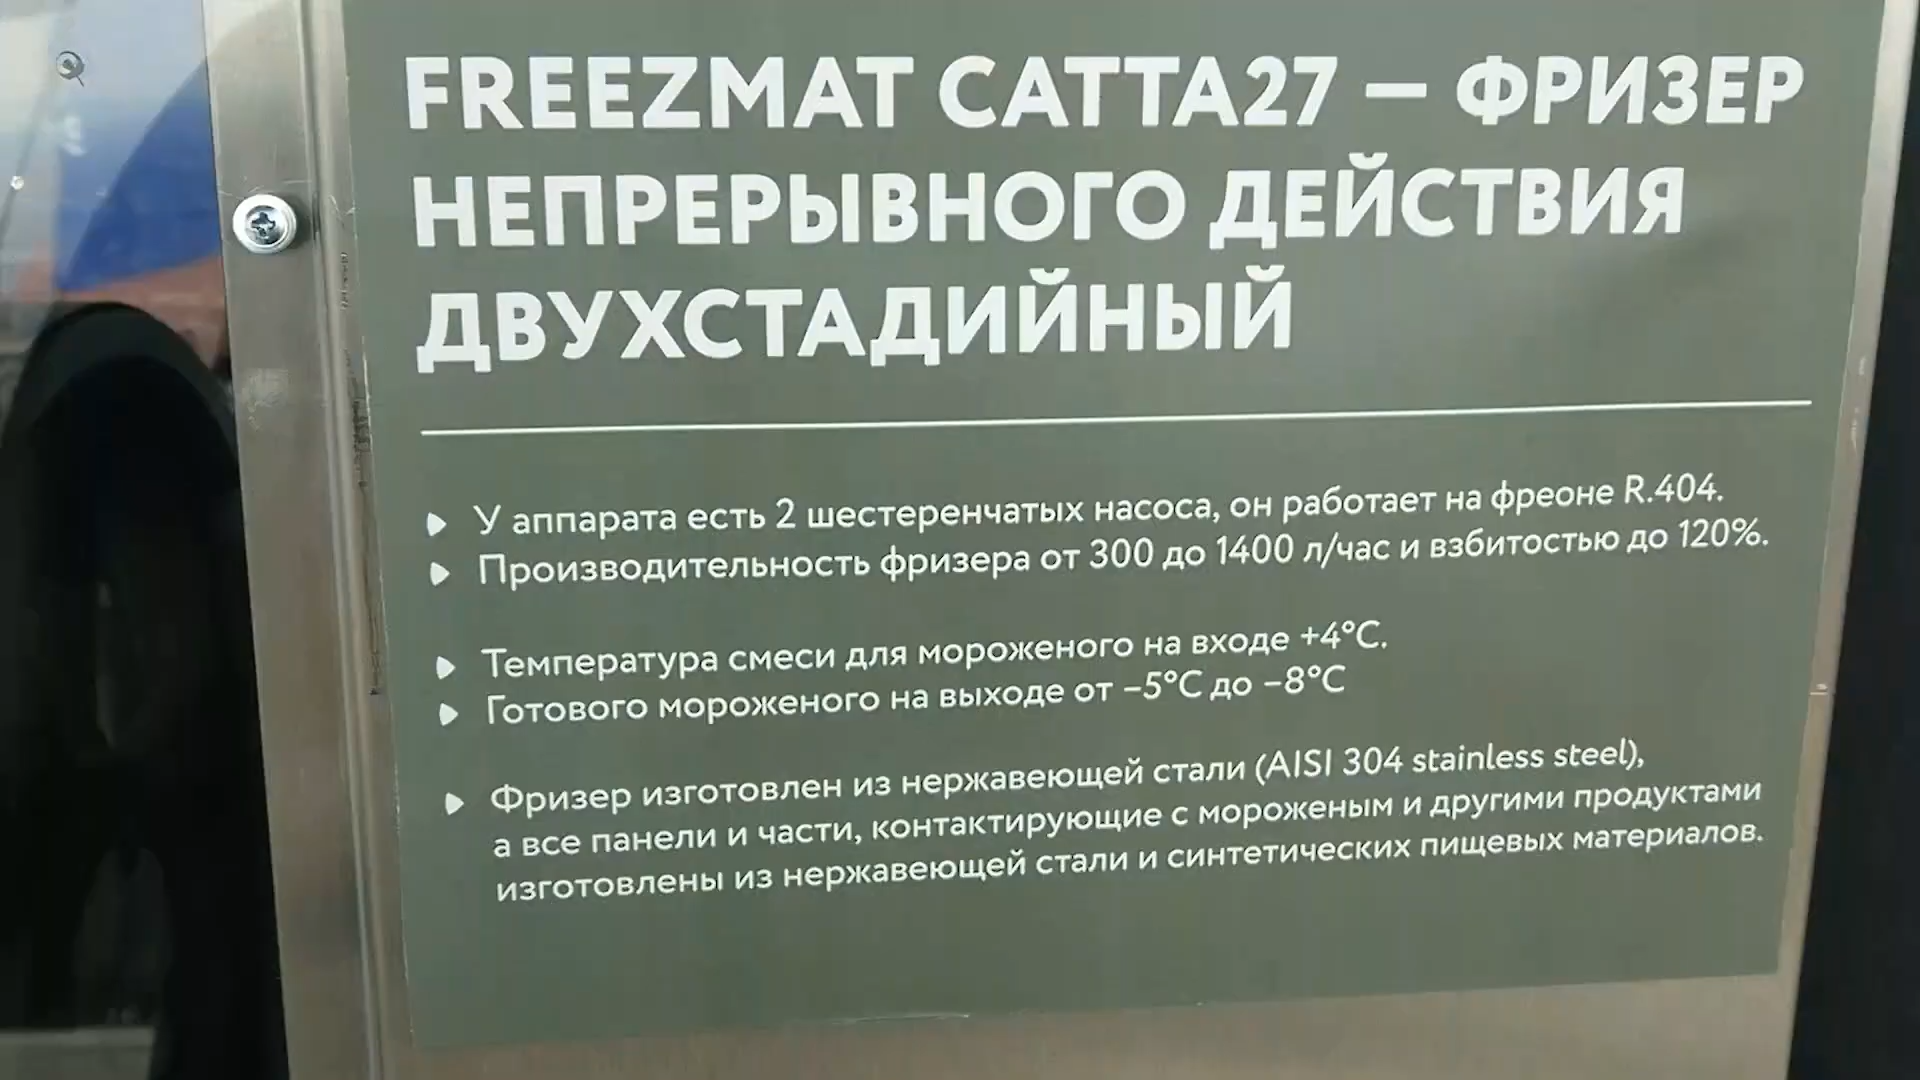 FREEZMAT CATTA27 – ФРИЗЕР
НЕПРЕРЫВНОГО ДЕЙСТВИЯ
ДВУХСТАДИЙНЫЙ
У аппарата есть 2 шестеренчатых насоса, он работает на фреоне R.404.
Производительность фризера от 300 до 1400 л/час и взбитостью до 120%.
Температура смеси для мороженого на входе +4°C.
Готового мороженого на выходе от –5°C до –8°C
Фризер изготовлен из нержавеющей стали (AISI 304 stainless steel),
а все панели и части, контактирующие с мороженым и другими продуктами
изготовлены из нержавеющей стали и синтетических пищевых материалов.